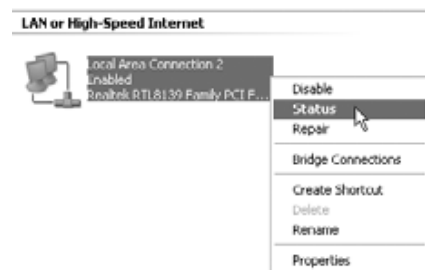 LAN or High-Speed Internet
Local Area Connection 2
Enabled
Realtek RTL8139 Family PCI F...
Disable
Status
Repair
Bridge Connections
Create Shortcut
Delete
Rename
Properties